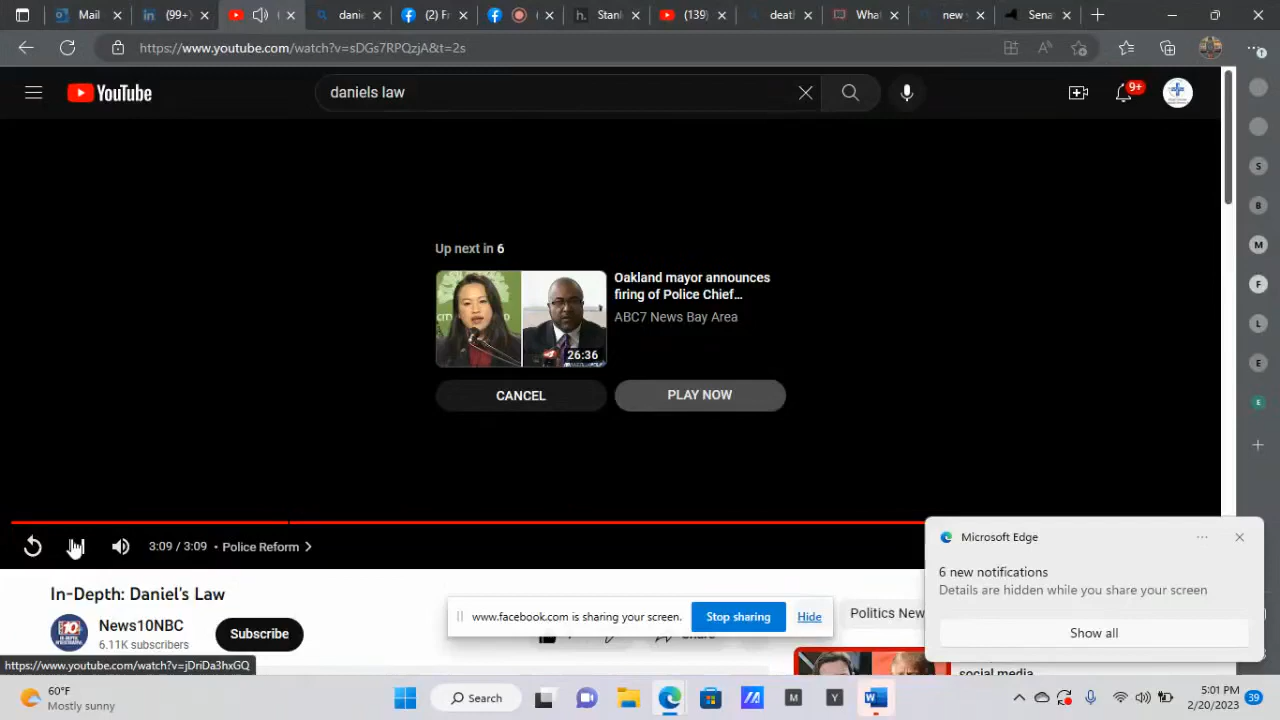 Mail
(99+)
danie
(2) Fr
(
Stanl
(139)
deatl
What
new s
Sena
https://www.youtube.com/watch?v=sDGs7RPQzjA&t=2s
YouTube
daniels law
9+
Up next in 6
Oakland mayor announces
firing of Police Chief...
ABC7 News Bay Area
26:36
CANCEL
PLAY NOW
S
B
M
F
L
E
E
3:09 / 3:09 • Police Reform
Microsoft Edge
6 new notifications
Details are hidden while you share your screen
Show all
In-Depth: Daniel's Law
News10NBC
6.11K subscribers
Subscribe
www.facebook.com is sharing your screen.
Stop sharing
Hide
Share
Politics New
social media
https://www.youtube.com/watch?v=jDriDa3hxGQ
60°F
Mostly sunny
Search
M
Y
W
5:01 PM
2/20/2023
39